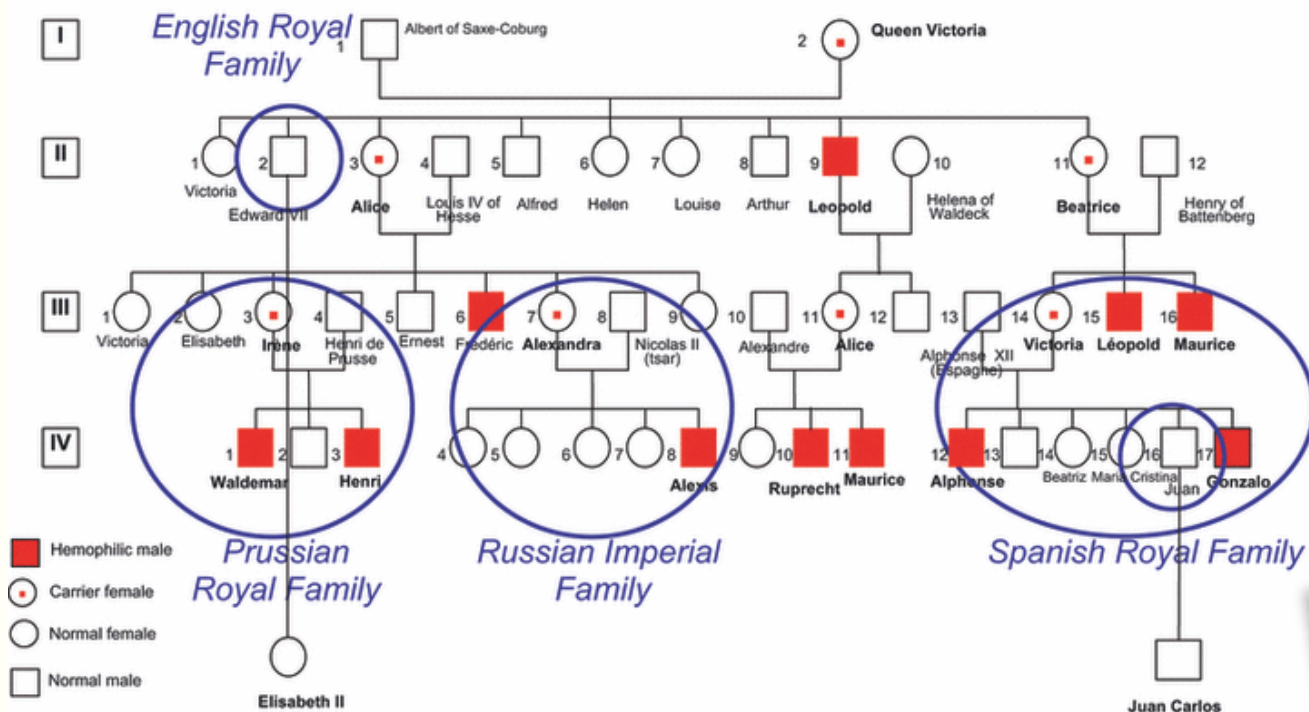 English Royal
Family
I
1
Albert of Saxe-Coburg
2
Queen Victoria
II
1
Victoria
2
Edward VII
3
Alice
4
Louis IV of
Hesse
5
Alfred
6
Helen
7
Louise
8
Arthur
9
Leopold
10
Helena of
Waldeck
11
Beatrice
12
Henry of
Battenberg
III
1
Victoria
2
Elisabeth
3
Irène
4
Henri de
Prusse
5
Ernest
6
Frédéric
7
Alexandra
8
Nicolas II
(tsar)
9
10
Alexandre
11
Alice
12
13
Alphonse XII
(Espagne)
14
Victoria
15
Léopold
16
Maurice
IV
1
Waldemar
2
3
Henri
4
5
6
7
8
Alexis
9
10
Ruprecht
11
Maurice
12
Alphonse
13
14
Beatriz
15
Maria Cristina
16
Juan
17
Gonzalo
Prussian
Royal Family
Russian Imperial
Family
Spanish Royal Family
Hemophilic male
Carrier female
Normal female
Normal male
Elisabeth II
Juan Carlos